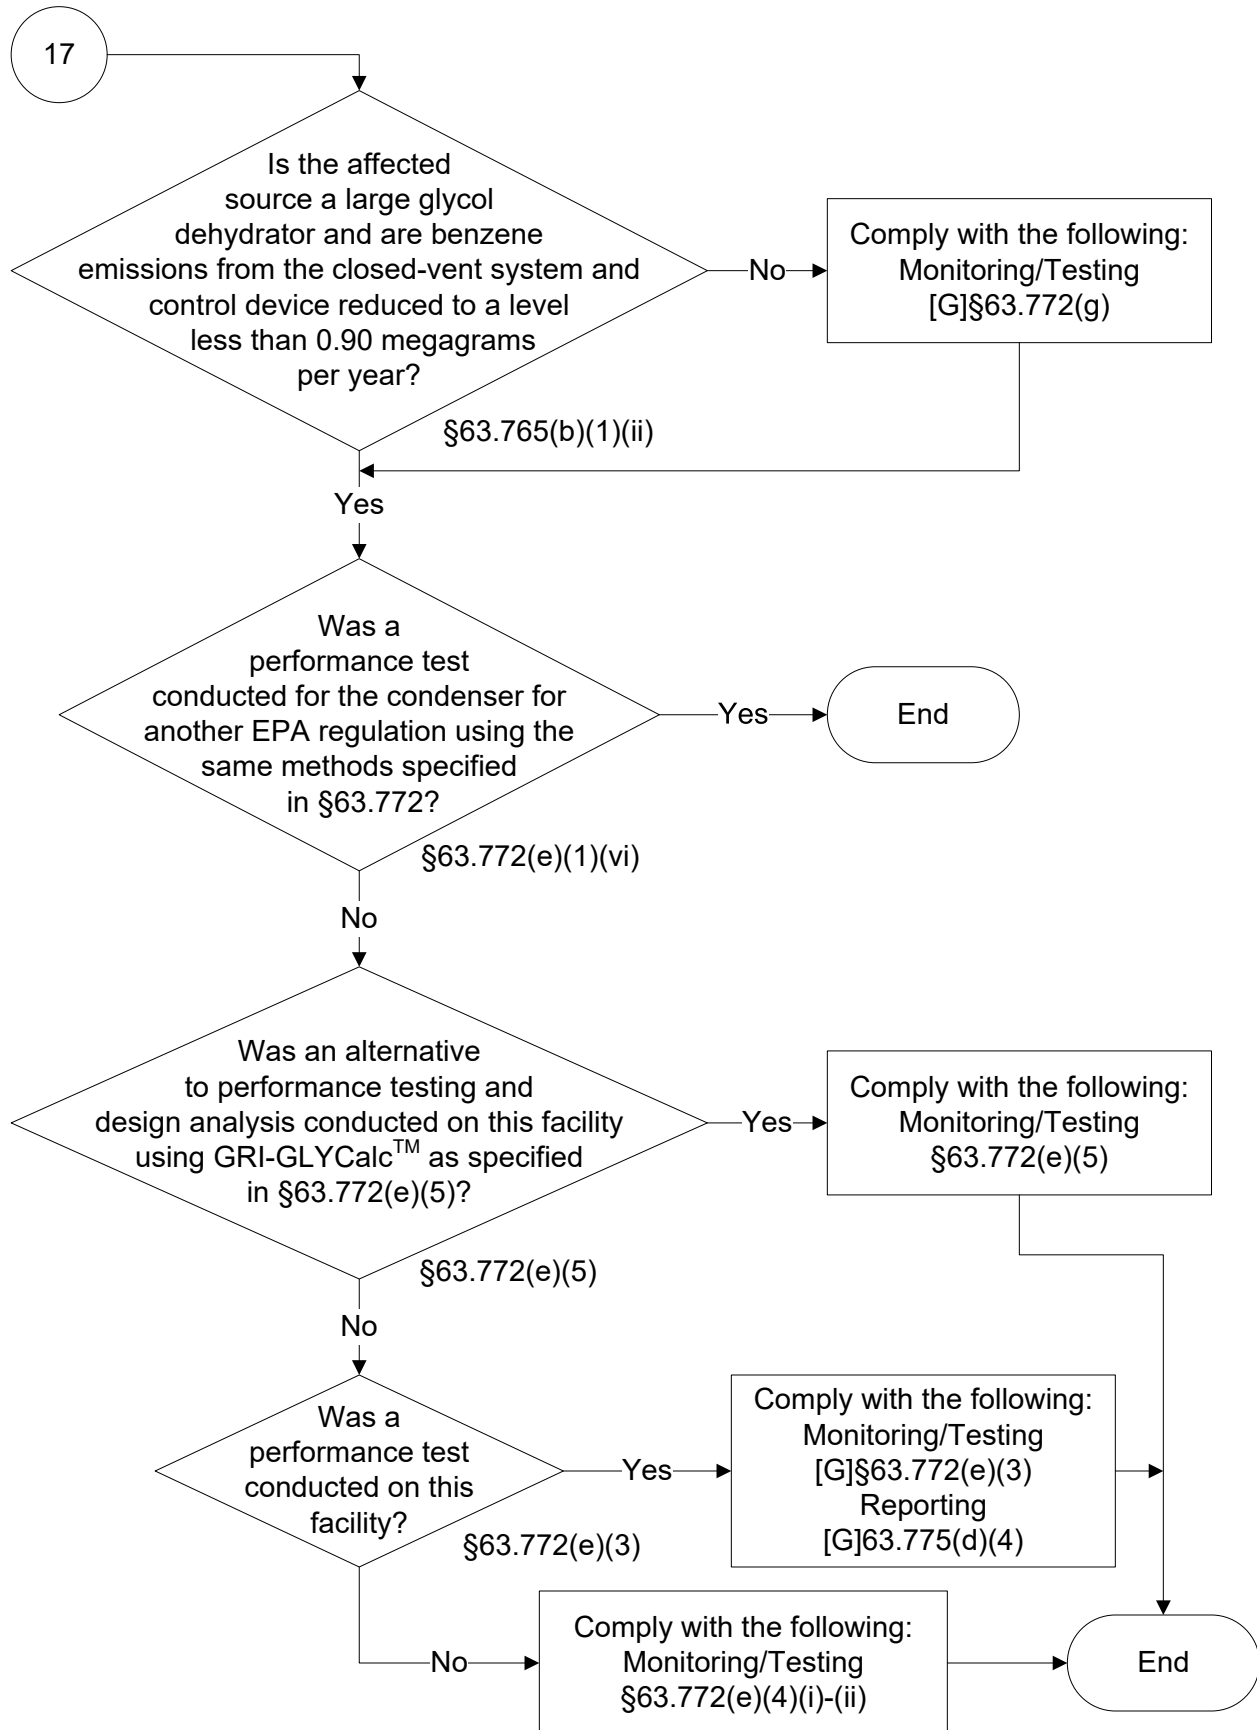 17
Is the affected
source a large glycol
dehydrator and are benzene
emissions from the closed-vent system and
control device reduced to a level
less than 0.90 megagrams
per year?
No
Comply with the following:
Monitoring/Testing
[G]§63.772(g)
§63.765(b)(1)(ii)
Yes
Was a
performance test
conducted for the condenser for
another EPA regulation using the
same methods specified
in §63.772?
Yes
End
§63.772(e)(1)(vi)
No
Was an alternative
to performance testing and
design analysis conducted on this facility
using GRI-GLYCalc™ as specified
in §63.772(e)(5)?
Yes
Comply with the following:
Monitoring/Testing
§63.772(e)(5)
§63.772(e)(5)
No
Was a
performance test
conducted on this
facility?
Yes
Comply with the following:
Monitoring/Testing
[G]§63.772(e)(3)
Reporting
[G]63.775(d)(4)
§63.772(e)(3)
No
Comply with the following:
Monitoring/Testing
§63.772(e)(4)(i)-(ii)
End